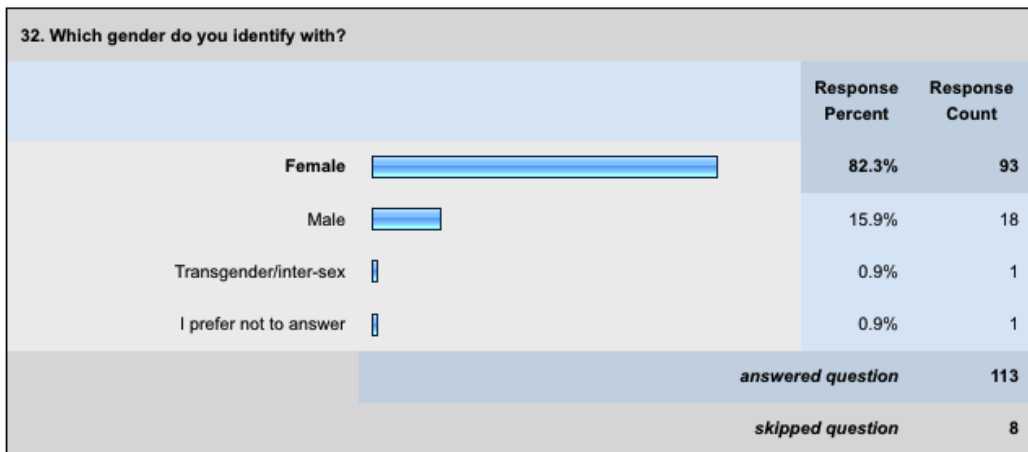 32. Which gender do you identify with?
Response Percent Response Count
Female 82.3% 93
Male 15.9% 18
Transgender/inter-sex 0.9% 1
I prefer not to answer 0.9% 1
answered question 113
skipped question 8